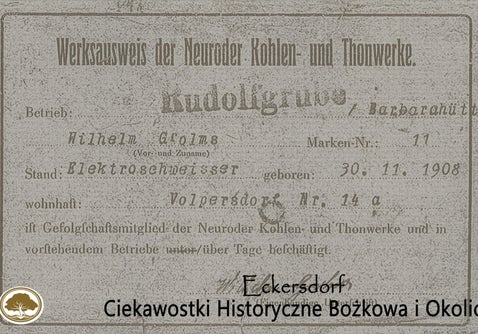 Werksausweis der Neuroder Kohlen- und Thonwerke.
Rudolfgrube
Betrieb: / Barbarahütt
Wilhelm Gfolms Marken-Nr.: 11
(Vor- und Zuname)
Stand: Elektroschweisser geboren: 30. 11. 1908
wohnhaft: Volpersdorf Nr. 14 a
ist Gefolgschaftsmitglied der Neuroder Kohlen- und Thonwerke und in
vorstehendem Betriebe unter/über Tage beschäftigt.
Eckersdorf
Ciekawostki Historyczne Bożkowa i Okolic